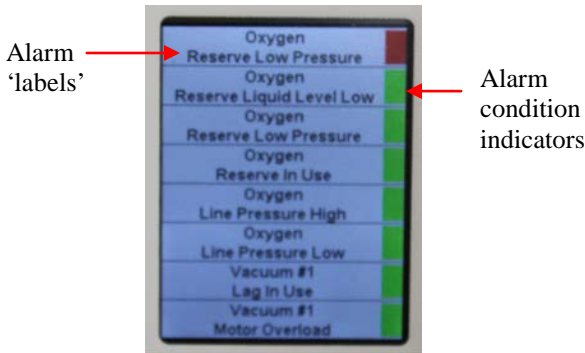 Alarm
‘labels’
Oxygen
Reserve Low Pressure
Oxygen
Reserve Liquid Level Low
Oxygen
Reserve Low Pressure
Oxygen
Reserve In Use
Oxygen
Line Pressure High
Oxygen
Line Pressure Low
Vacuum #1
Lag In Use
Vacuum #1
Motor Overload
Alarm
condition
indicators